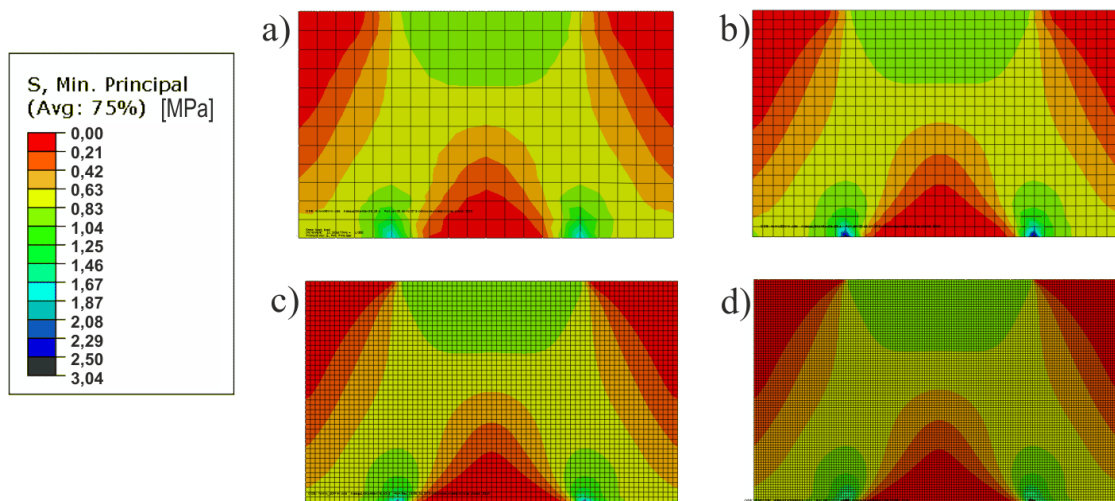 a)
b)
S, Min. Principal
(Avg: 75%) [MPa]
0,00
0,21
0,42
0,63
0,83
1,04
1,25
1,46
1,67
1,87
2,08
2,29
2,50
3,04
c)
d)